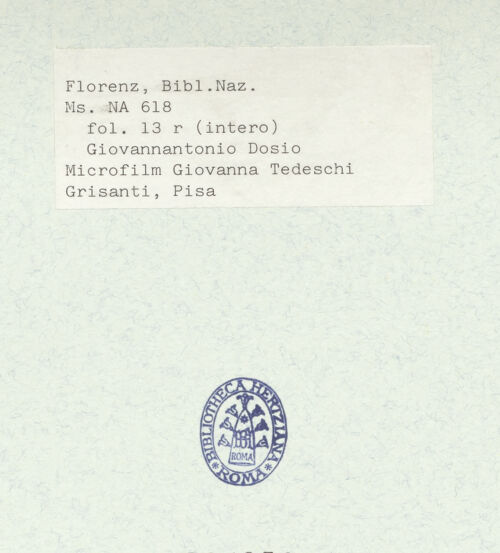 Florenz, Bibl.Naz.
Ms. NA 618
fol. 13 r (intero)
Giovannantonio Dosio
Microfilm Giovanna Tedeschi
Grisanti, Pisa
BIBLIOTHECA HERTZIANA
ROMA
* ROMA *